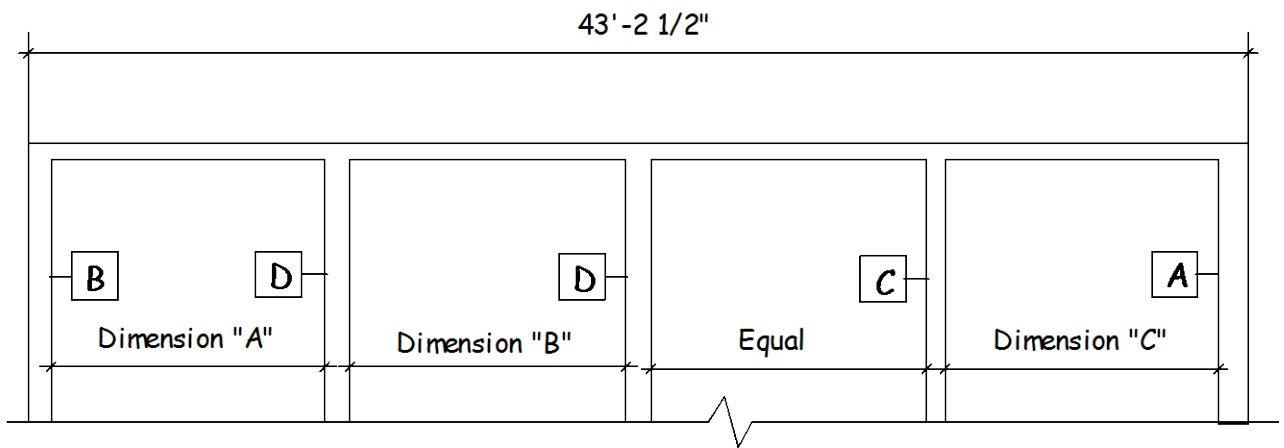 43'-2 1/2"
B
D
D
C
A
Dimension "A"
Dimension "B"
Equal
Dimension "C"